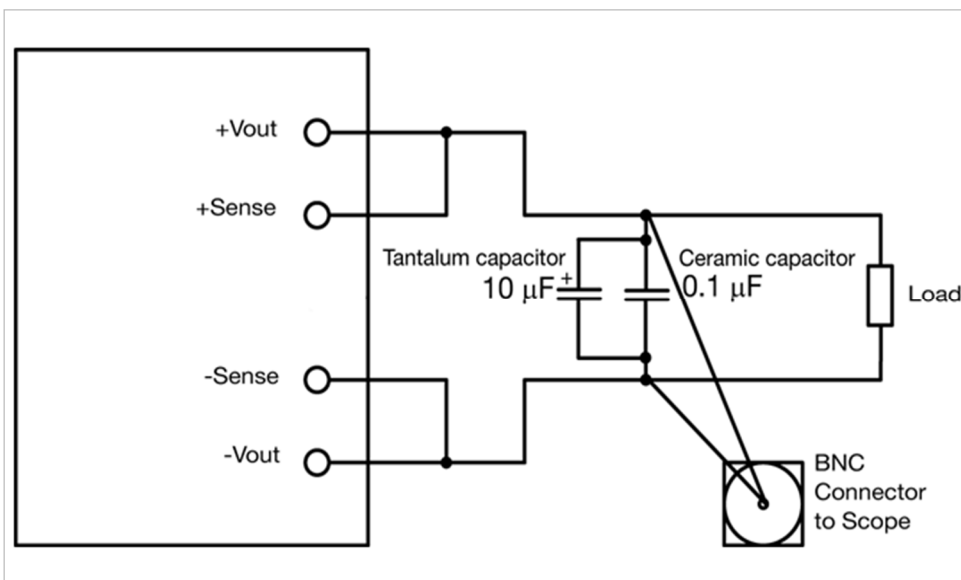 +Vout
+Sense
Tantalum capacitor
10 µF
+
Ceramic capacitor
0.1 µF
Load
-Sense
-Vout
BNC
Connector
to Scope